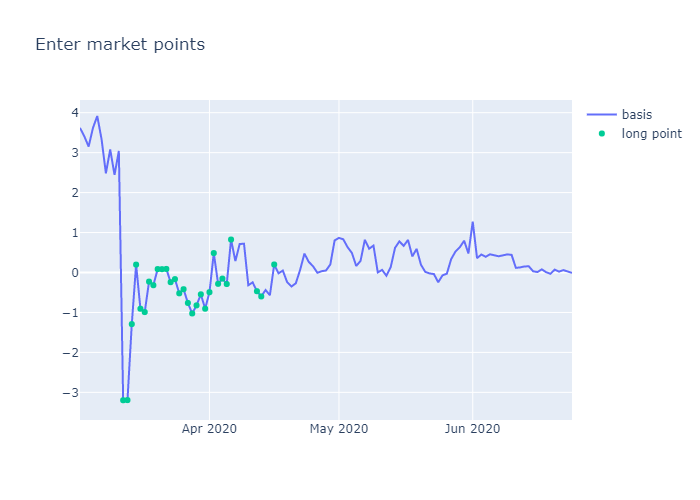 Enter market points
basis
long point
4
3
2
1
0
−1
−2
−3
Apr 2020
May 2020
Jun 2020